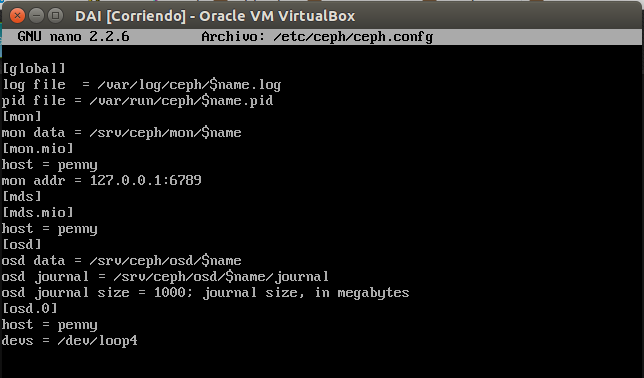 DAI [Corriendo] - Oracle VM VirtualBox
GNU nano 2.2.6 Archivo: /etc/ceph/ceph.confg
[global]
log file  = /var/log/ceph/$name.log
pid file = /var/run/ceph/$name.pid
[mon]
mon data = /srv/ceph/mon/$name
[mon.mio]
host = penny
mon addr = 127.0.0.1:6789
[mds]
[mds.mio]
host = penny
[osd]
osd data = /srv/ceph/osd/$name
osd journal = /srv/ceph/osd/$name/journal
osd journal size = 1000; journal size, in megabytes
[osd.0]
host = penny
devs = /dev/loop4